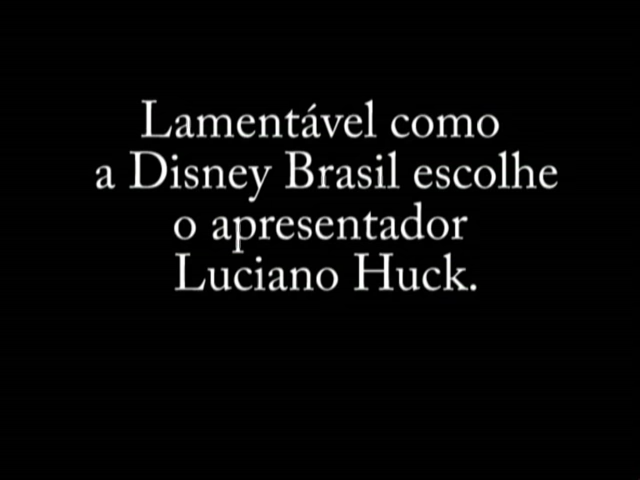 Lamentável como
a Disney Brasil escolhe
o apresentador
Luciano Huck.